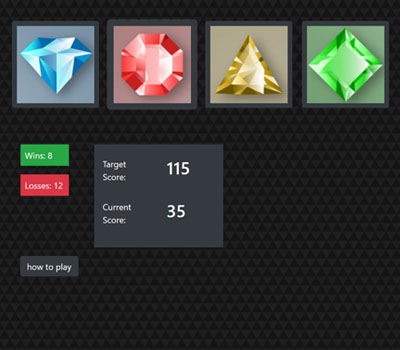 Wins: 8
Losses: 12
Target
Score:
115
Current
Score:
35
how to play